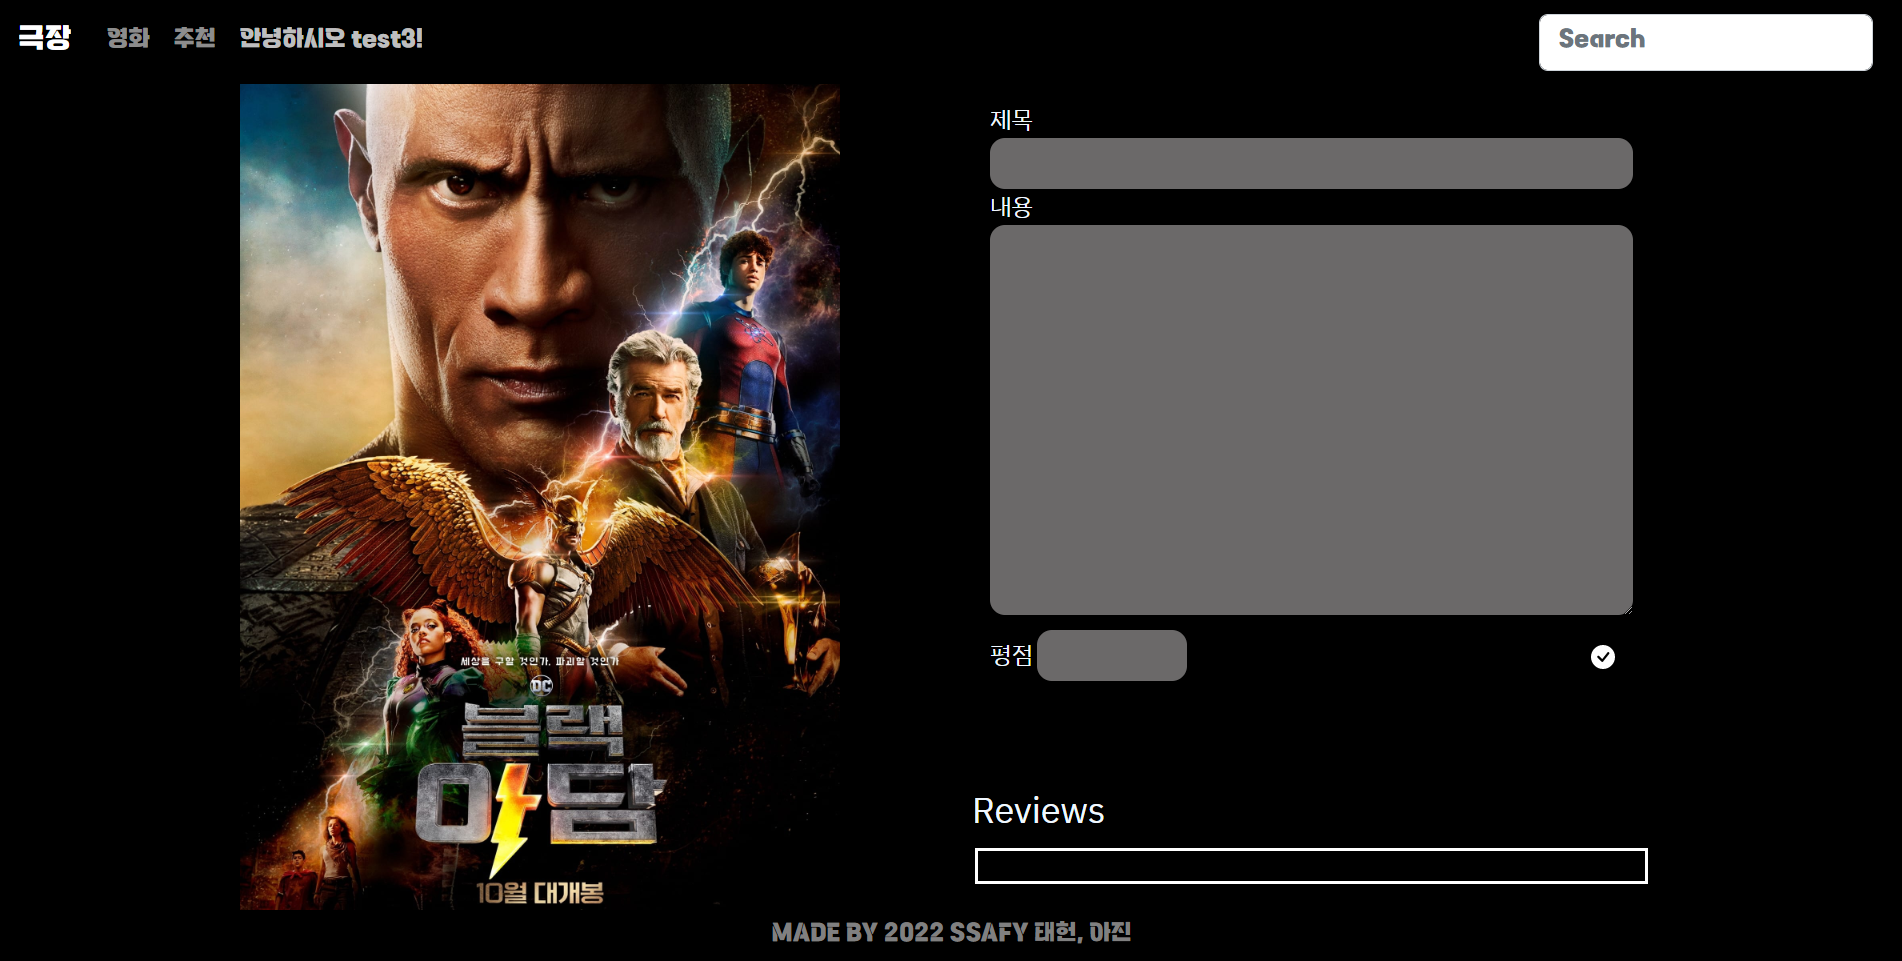 극장 영화 추천 안녕하시오 test3! Search
제목
내용
평점
세상을 구할 것인가, 파괴할 것인가
DC
블랙
아담
10월 대개봉
Reviews
MADE BY 2022 SSAFY 태헌, 아진